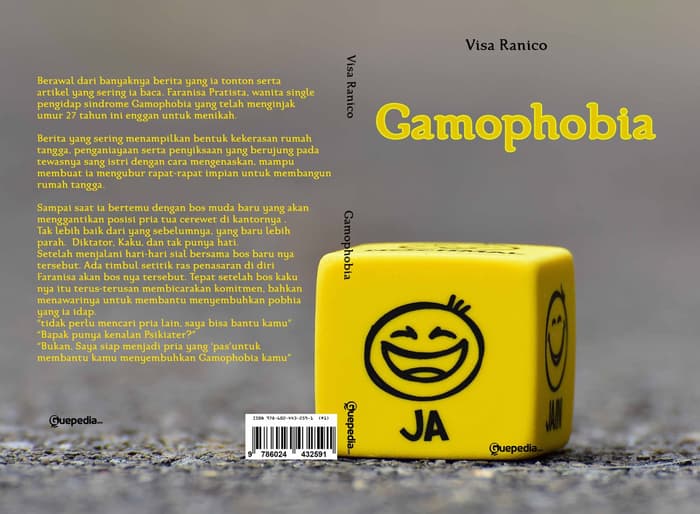 Berawal dari banyaknya berita yang ia tonton serta
artikel yang sering ia baca. Faranisa Pratista, wanita single
pengidap sindrome Gamophobia yang telah menginjak
umur 27 tahun ini enggan untuk menikah.
Berita yang sering menampilkan bentuk kekerasan rumah
tangga, penganiayaan serta penyiksaan yang berujung pada
tewasnya sang istri dengan cara mengenaskan, mampu
membuat ia mengubur rapat-rapat impian untuk membangun
rumah tangga.
Sampai saat ia bertemu dengan bos muda baru yang akan
menggantikan posisi pria tua cerewet di kantornya .
Tak lebih baik dari yang sebelumnya, yang baru lebih
parah. Diktator, Kaku, dan tak punya hati.
Setelah menjalani hari-hari sial bersama bos baru nya
tersebut. Ada timbul setitik ras penasaran di diri
Faranisa akan bos nya tersebut. Tepat setelah bos kaku
nya itu terus-terusan membicarakan komitmen, bahkan
menawarinya untuk membantu menyembuhkan pobhia
yang ia idap.
"tidak perlu mencari pria lain, saya bisa bantu kamu"
"Bapak punya kenalan Psikiater?"
"Bukan, Saya siap menjadi pria yang 'pas'untuk
membantu kamu menyembuhkan Gamophobia kamu"
Guepedia
ISBN 978-602-443-259-1
9 786024 432591
Visa Ranico
Gamophobia
Guepedia
Visa Ranico
Gamophobia
JA
JAIN
Guepedia